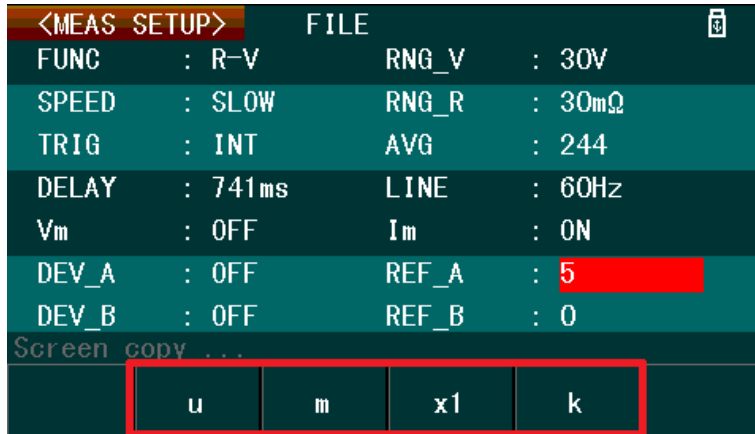 <MEAS SETUP> FILE
FUNC : R-V RNG_V : 30V
SPEED : SLOW RNG_R : 30mΩ
TRIG : INT AVG : 244
DELAY : 741ms LINE : 60Hz
Vm : OFF Im : ON
DEV_A : OFF REF_A : 5
DEV_B : OFF REF_B : 0
Screen copy ...
u m x1 k